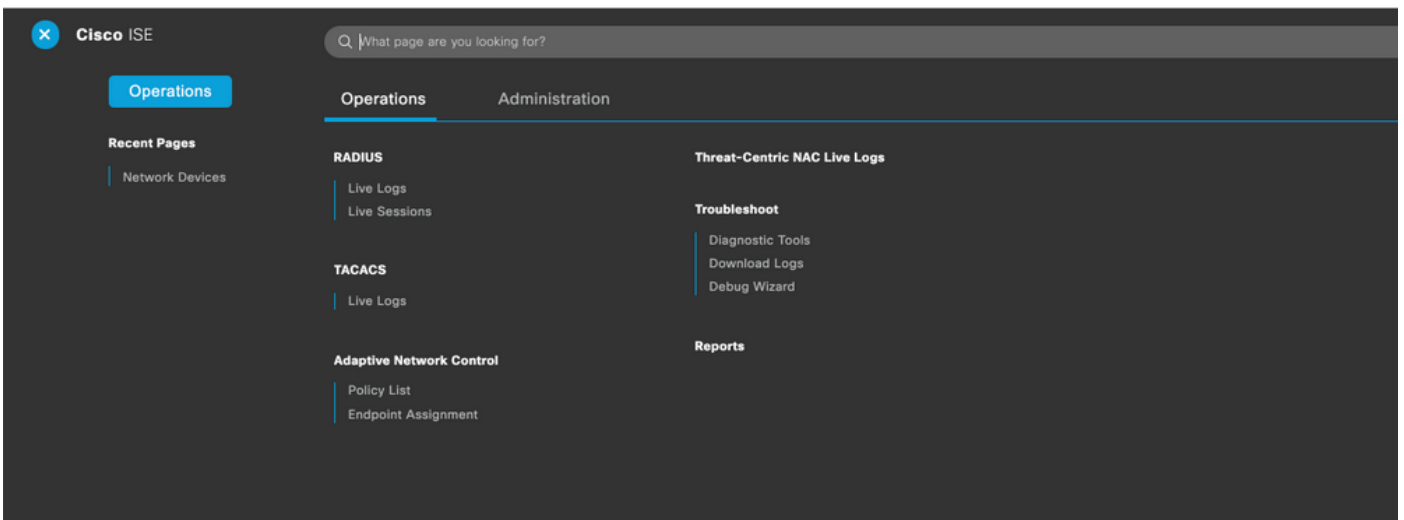 Cisco ISE
What page are you looking for?
Operations
Recent Pages
Network Devices
Operations Administration
RADIUS
Live Logs
Live Sessions
TACACS
Live Logs
Adaptive Network Control
Policy List
Endpoint Assignment
Threat-Centric NAC Live Logs
Troubleshoot
Diagnostic Tools
Download Logs
Debug Wizard
Reports